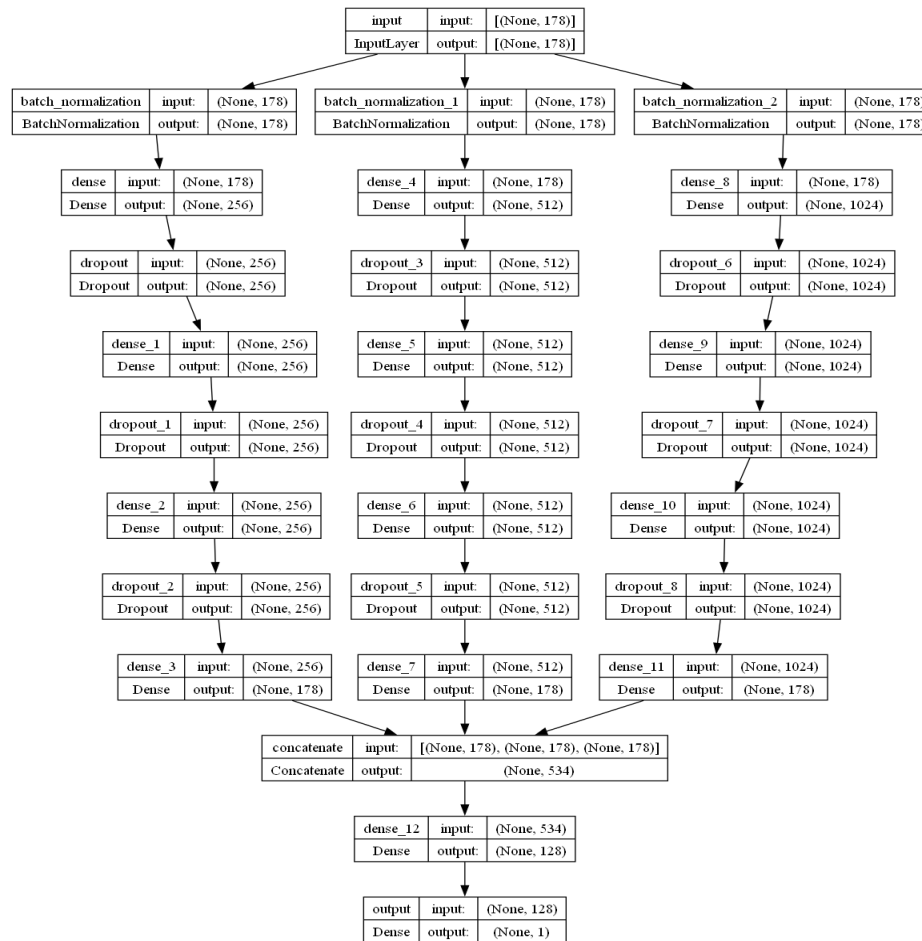 input input: [(None, 178)]
InputLayer output: [(None, 178)]
batch_normalization input: (None, 178)
BatchNormalization output: (None, 178)
batch_normalization_1 input: (None, 178)
BatchNormalization output: (None, 178)
batch_normalization_2 input: (None, 178)
BatchNormalization output: (None, 178)
dense input: (None, 178)
Dense output: (None, 256)
dense_4 input: (None, 178)
Dense output: (None, 512)
dense_8 input: (None, 178)
Dense output: (None, 1024)
dropout input: (None, 256)
Dropout output: (None, 256)
dropout_3 input: (None, 512)
Dropout output: (None, 512)
dropout_6 input: (None, 1024)
Dropout output: (None, 1024)
dense_1 input: (None, 256)
Dense output: (None, 256)
dense_5 input: (None, 512)
Dense output: (None, 512)
dense_9 input: (None, 1024)
Dense output: (None, 1024)
dropout_1 input: (None, 256)
Dropout output: (None, 256)
dropout_4 input: (None, 512)
Dropout output: (None, 512)
dropout_7 input: (None, 1024)
Dropout output: (None, 1024)
dense_2 input: (None, 256)
Dense output: (None, 256)
dense_6 input: (None, 512)
Dense output: (None, 512)
dense_10 input: (None, 1024)
Dense output: (None, 1024)
dropout_2 input: (None, 256)
Dropout output: (None, 256)
dropout_5 input: (None, 512)
Dropout output: (None, 512)
dropout_8 input: (None, 1024)
Dropout output: (None, 1024)
dense_3 input: (None, 256)
Dense output: (None, 178)
dense_7 input: (None, 512)
Dense output: (None, 178)
dense_11 input: (None, 1024)
Dense output: (None, 178)
concatenate input: [(None, 178), (None, 178), (None, 178)]
Concatenate output: (None, 534)
dense_12 input: (None, 534)
Dense output: (None, 128)
output input: (None, 128)
Dense output: (None, 1)